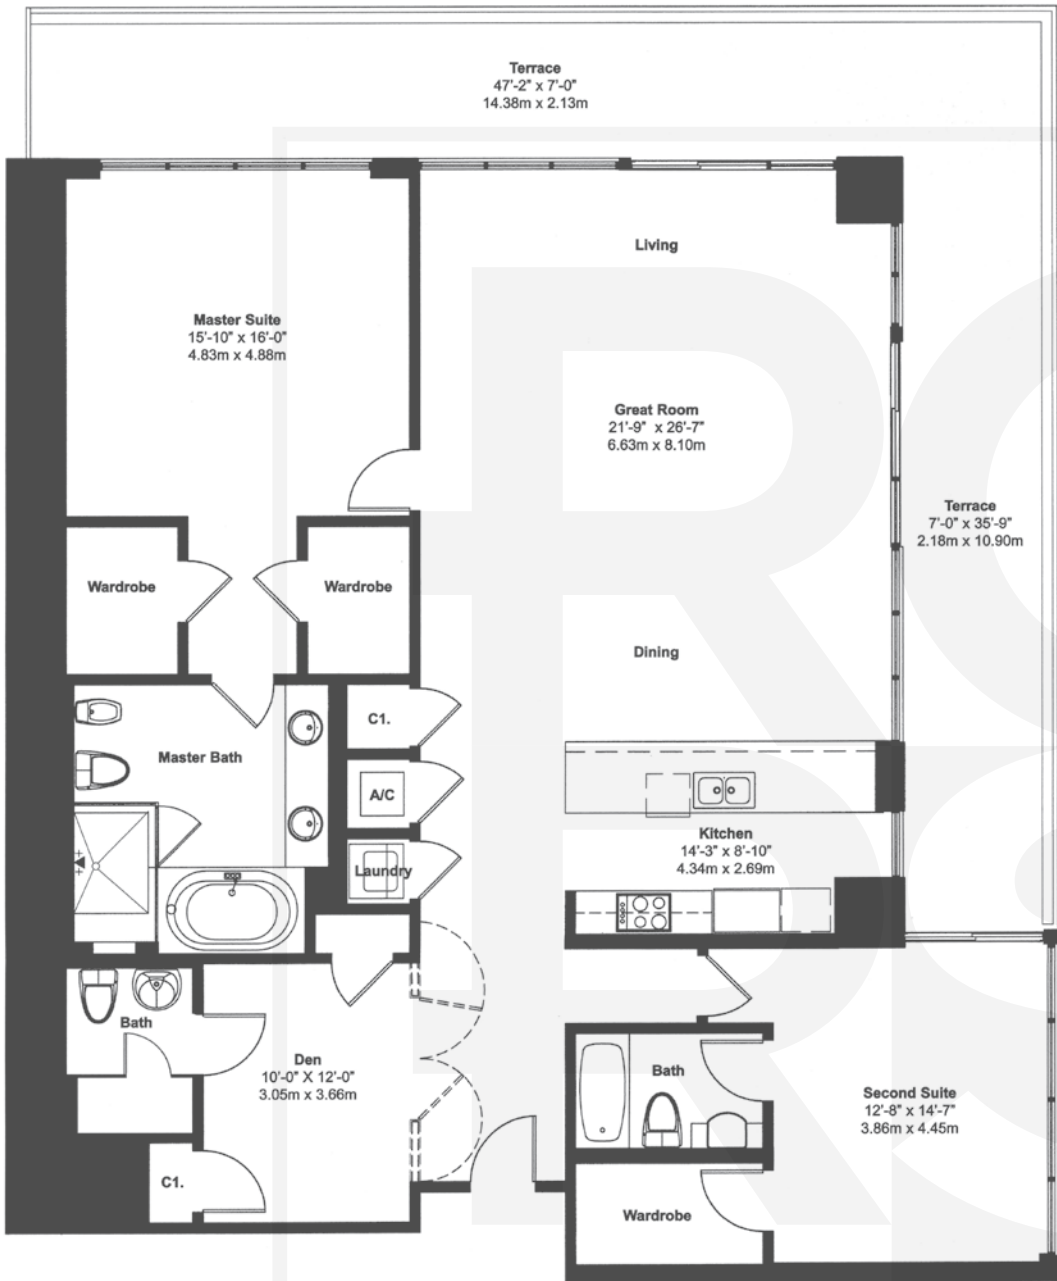 Terrace
47'-2" x 7'-0"
14.38m x 2.13m
Living
Master Suite
15'-10" x 16'-0"
4.83m x 4.88m
Great Room
21'-9" x 26'-7"
6.63m x 8.10m
Terrace
7'-0" x 35'-9"
2.18m x 10.90m
Wardrobe
Wardrobe
Dining
C1.
Master Bath
A/C
Kitchen
14'-3" x 8'-10"
4.34m x 2.69m
Laundry
Bath
Den
10'-0" X 12'-0"
3.05m x 3.66m
Bath
Second Suite
12'-8" x 14'-7"
3.86m x 4.45m
C1.
Wardrobe